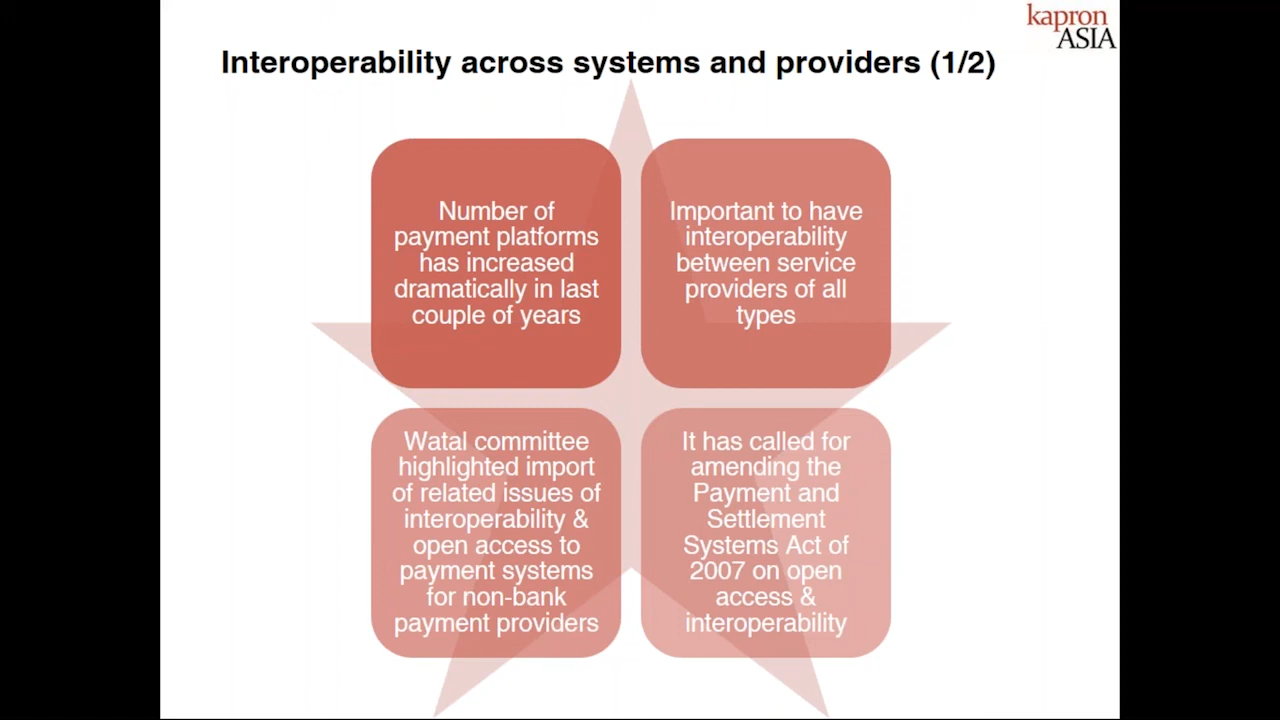 kapron
ASIA
Interoperability across systems and providers (1/2)
Number of
payment platforms
has increased
dramatically in last
couple of years
Important to have
interoperability
between service
providers of all
types
Watal committee
highlighted import
of related issues of
interoperability &
open access to
payment systems
for non-bank
payment providers
It has called for
amending the
Payment and
Settlement
Systems Act of
2007 on open
access &
interoperability